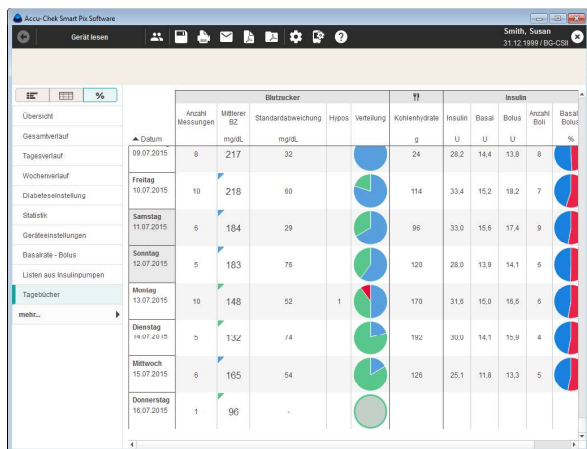 Accu-Chek Smart Pix Software
Gerät lesen
Smith, Susan
31.12.1999 / BG-CSII
%
Übersicht
Gesamtverlauf
Tagesverlauf
Wochenverlauf
Diabeteseinstellung
Statistik
Geräteeinstellungen
Basalrate - Bolus
Listen aus Insulinpumpen
Tagebücher
mehr...
Blutzucker Insulin
Datum Anzahl Messungen Mittlerer BZ Standardabweichung Hypos Verteilung Kohlenhydrate Insulin Basal Bolus Anzahl Boli Basal Bolus
mg/dL mg/dL g U U U %
09.07.2015 8 217 32 24 28,2 14,4 13,8 8
Freitag
10.07.2015 10 218 60 114 33,4 15,2 18,2 7
Samstag
11.07.2015 6 184 29 96 33,0 15,6 17,4 9
Sonntag
12.07.2015 5 183 76 120 28,0 13,9 14,1 6
Montag
13.07.2015 10 148 52 1 170 31,6 15,0 16,6 6
Dienstag
14.07.2015 5 132 74 192 30,0 14,1 15,9 4
Mittwoch
15.07.2015 6 165 54 126 25,1 11,8 13,3 5
Donnerstag
16.07.2015 1 96 -